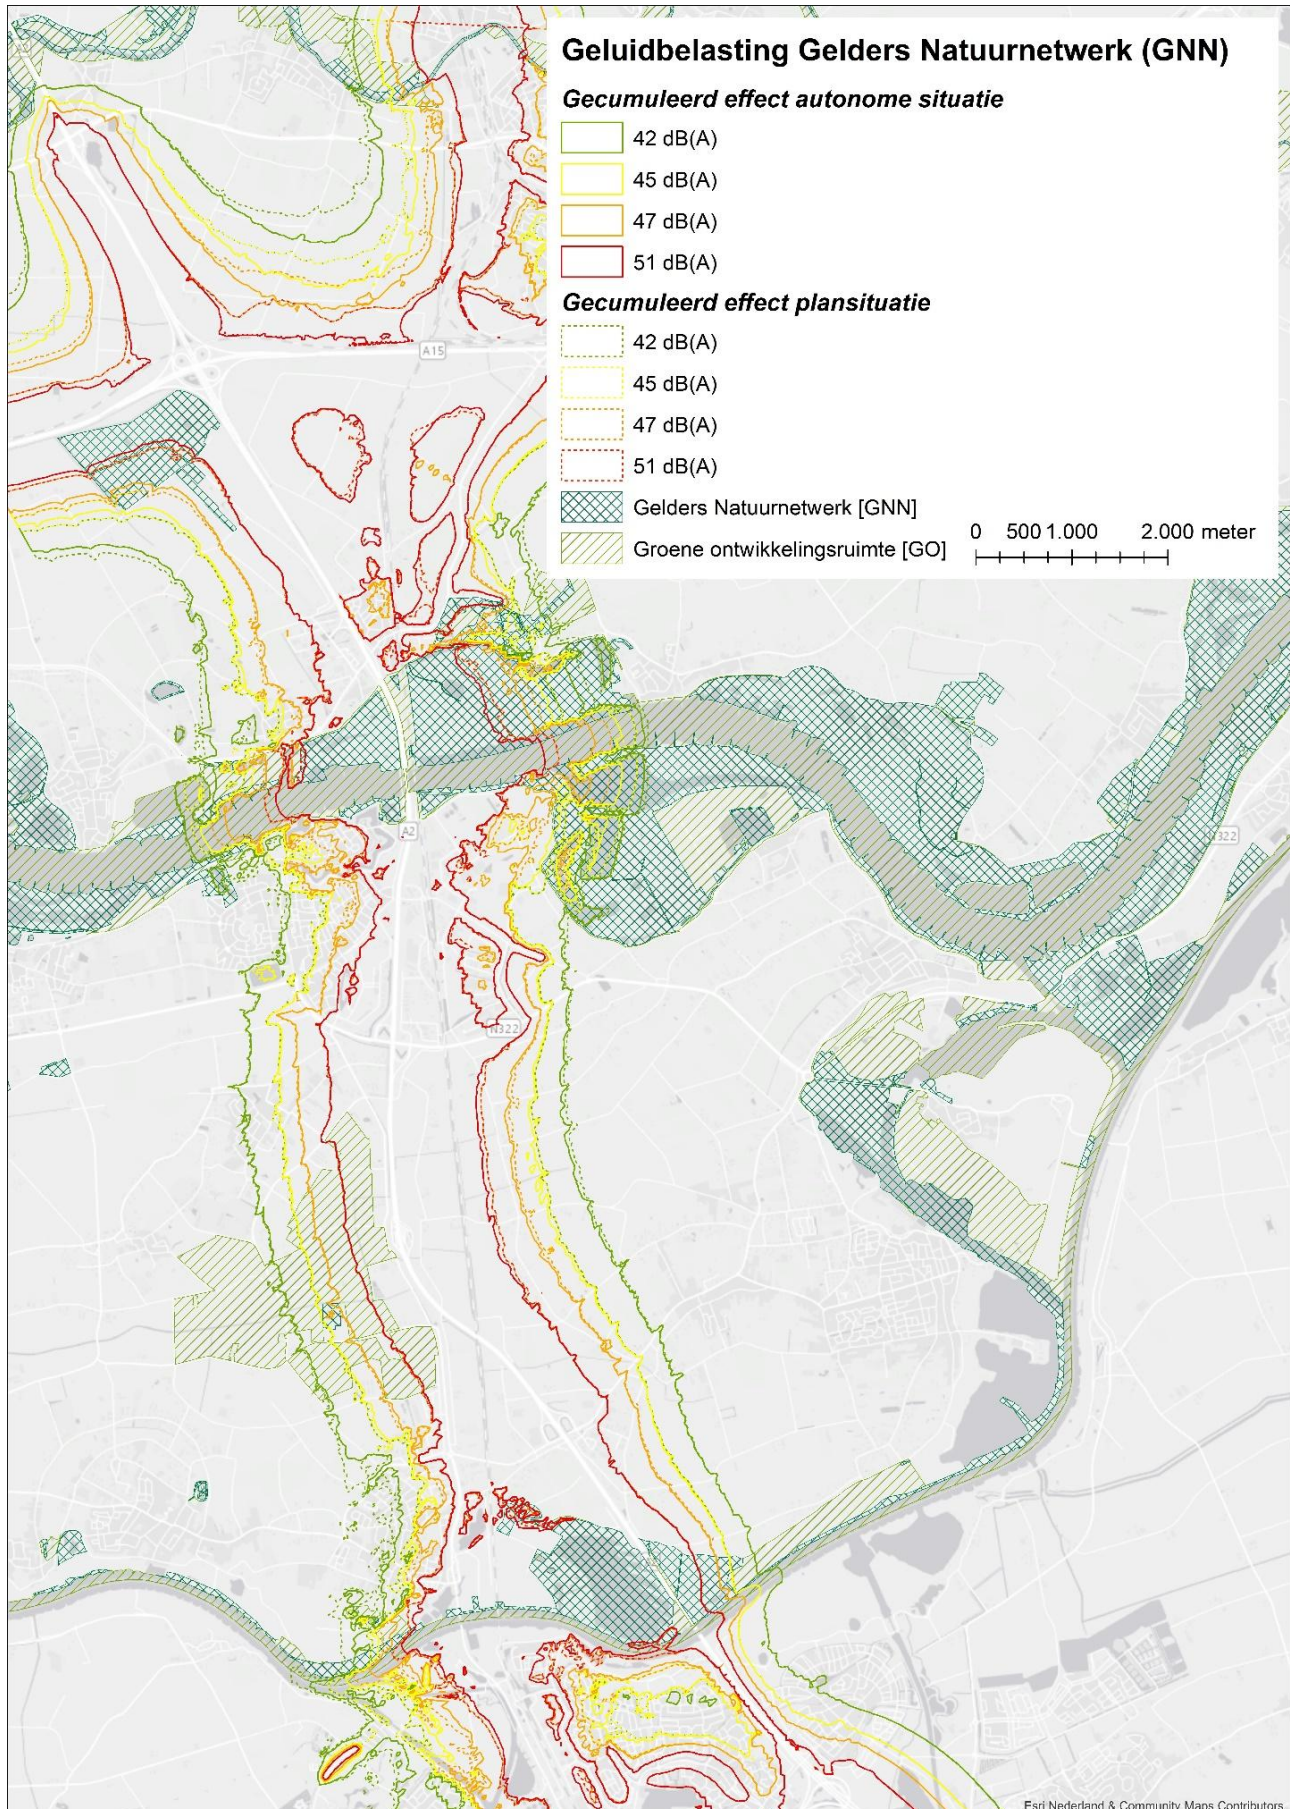 Geluidbelasting Gelders Natuurnetwerk (GNN)
Gecumuleerd effect autonome situatie
42 dB(A)
45 dB(A)
47 dB(A)
51 dB(A)
Gecumuleerd effect plansituatie
42 dB(A)
45 dB(A)
47 dB(A)
51 dB(A)
Gelders Natuurnetwerk [GNN]
Groene ontwikkelingsruimte [GO]
0 500 1.000 2.000 meter
A15
A2
N322
N322
Esri Nederland & Community Maps Contributors